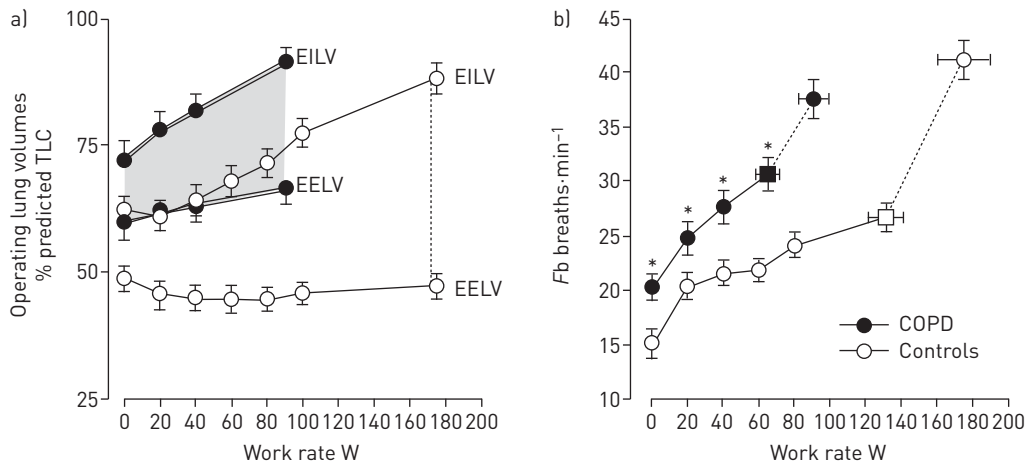 a)
Operating lung volumes
% predicted TLC
100
75
50
25
EILV
EILV
EELV
EELV
0 20 40 60 80 100 120 140 160 180 200
Work rate W
b)
Fb breaths·min⁻¹
45
40
35
30
25
20
15
10
*
*
*
*
COPD
Controls
0 20 40 60 80 100 120 140 160 180 200
Work rate W